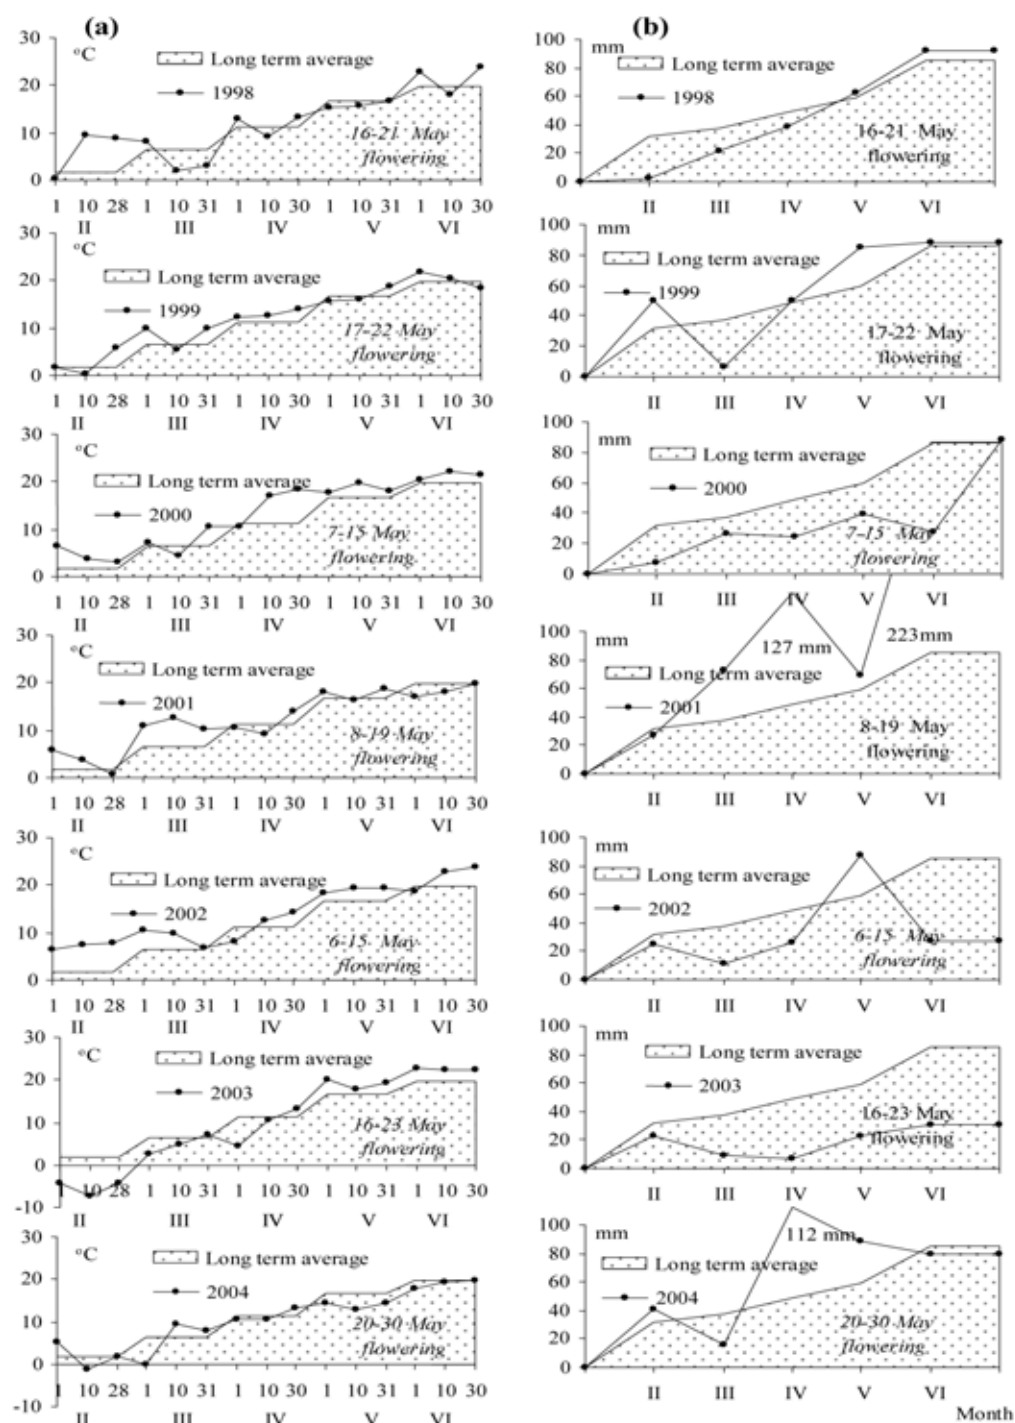 (a)
30
20
10
0
°C
Long term average
1998
16-21 May
flowering
1 10 28 1 10 31 1 10 30 1 10 31 1 10 30
II III IV V VI
30
20
10
0
°C
Long term average
1999
17-22 May
flowering
1 10 28 1 10 31 1 10 30 1 10 31 1 10 30
II III IV V VI
30
20
10
0
°C
Long term average
2000
7-15 May
flowering
1 10 28 1 10 31 1 10 30 1 10 31 1 10 30
II III IV V VI
30
20
10
0
°C
Long term average
2001
8-19 May
flowering
1 10 28 1 10 31 1 10 30 1 10 31 1 10 30
II III IV V VI
30
20
10
0
°C
Long term average
2002
6-15 May
flowering
1 10 28 1 10 31 1 10 30 1 10 31 1 10 30
II III IV V VI
30
20
10
0
-10
°C
Long term average
2003
16-23 May
flowering
1 10 28 1 10 31 1 10 30 1 10 31 1 10 30
II III IV V VI
30
20
10
0
-10
°C
Long term average
2004
20-30 May
flowering
1 10 28 1 10 31 1 10 30 1 10 31 1 10 30
II III IV V VI
(b)
100
80
60
40
20
0
mm
Long term average
1998
16-21 May
flowering
II III IV V VI
100
80
60
40
20
0
mm
Long term average
1999
17-22 May
flowering
II III IV V VI
100
80
60
40
20
0
mm
Long term average
2000
7-15 May
flowering
II III IV V VI
100
80
60
40
20
0
127 mm
223mm
Long term average
2001
8-19 May
flowering
II III IV V VI
100
80
60
40
20
0
mm
Long term average
2002
6-15 May
flowering
II III IV V VI
100
80
60
40
20
0
mm
Long term average
2003
16-23 May
flowering
II III IV V VI
100
80
60
40
20
0
mm
112 mm
Long term average
2004
20-30 May
flowering
II III IV V VI
Month